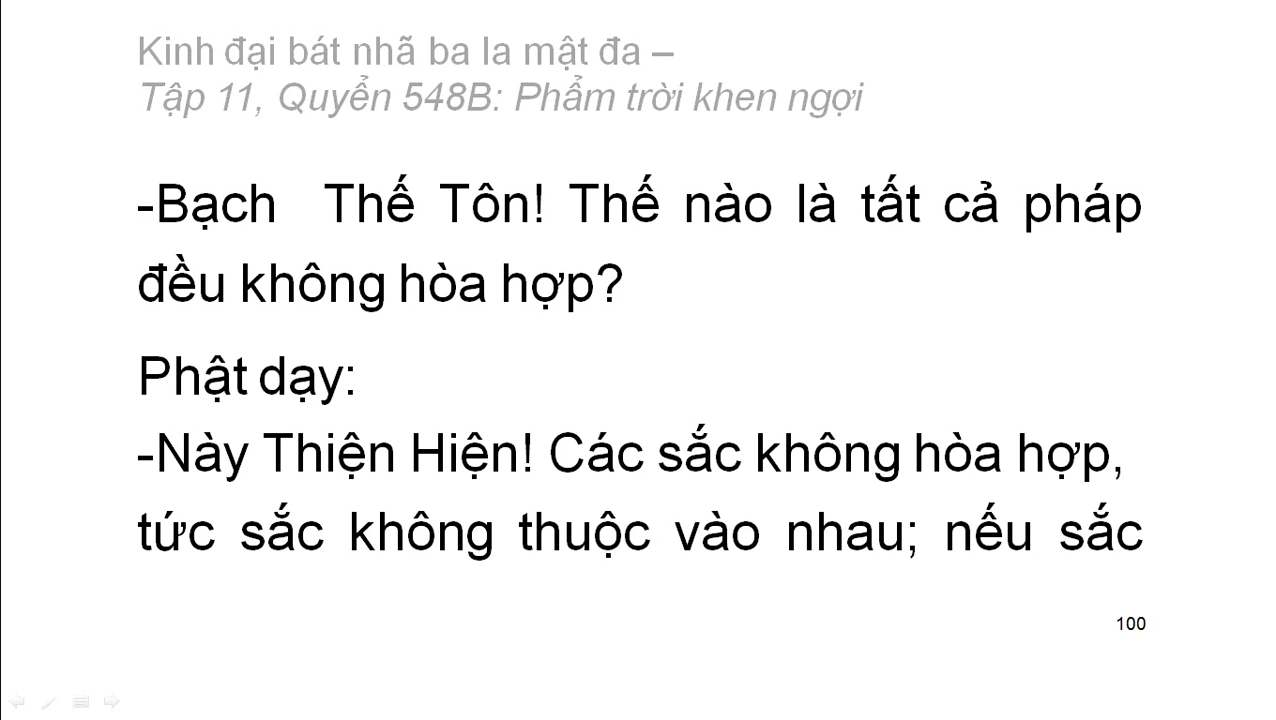 Kinh đại bát nhã ba la mật đa –
Tập 11, Quyển 548B: Phẩm trời khen ngợi
-Bạch Thế Tôn! Thế nào là tất cả pháp
đều không hòa hợp?
Phật dạy:
-Này Thiện Hiện! Các sắc không hòa hợp,
tức sắc không thuộc vào nhau; nếu sắc
100